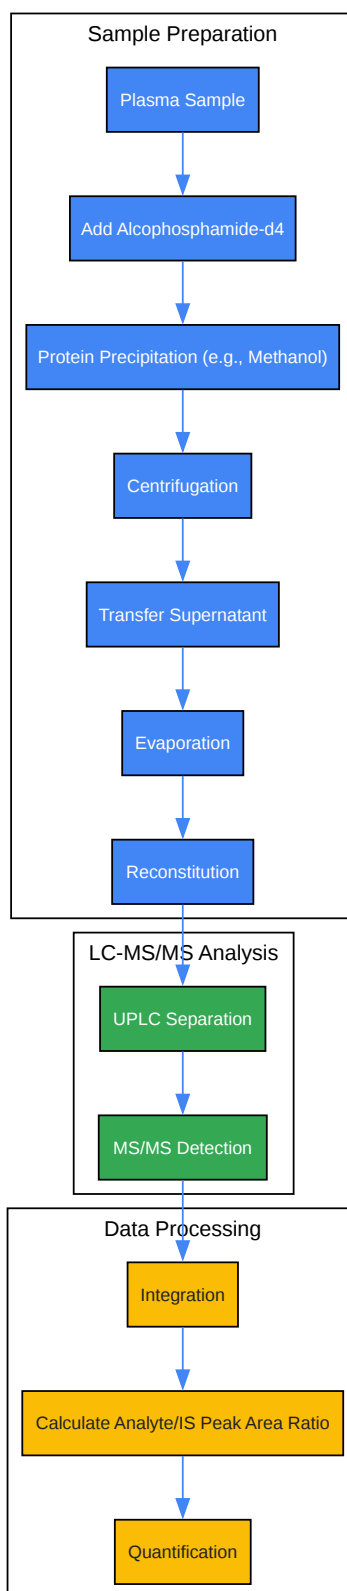 Sample Preparation
Plasma Sample
Add Alcophosphamide-d4
Protein Precipitation (e.g., Methanol)
Centrifugation
Transfer Supernatant
Evaporation
Reconstitution
LC-MS/MS Analysis
UPLC Separation
MS/MS Detection
Data Processing
Integration
Calculate Analyte/IS Peak Area Ratio
Quantification